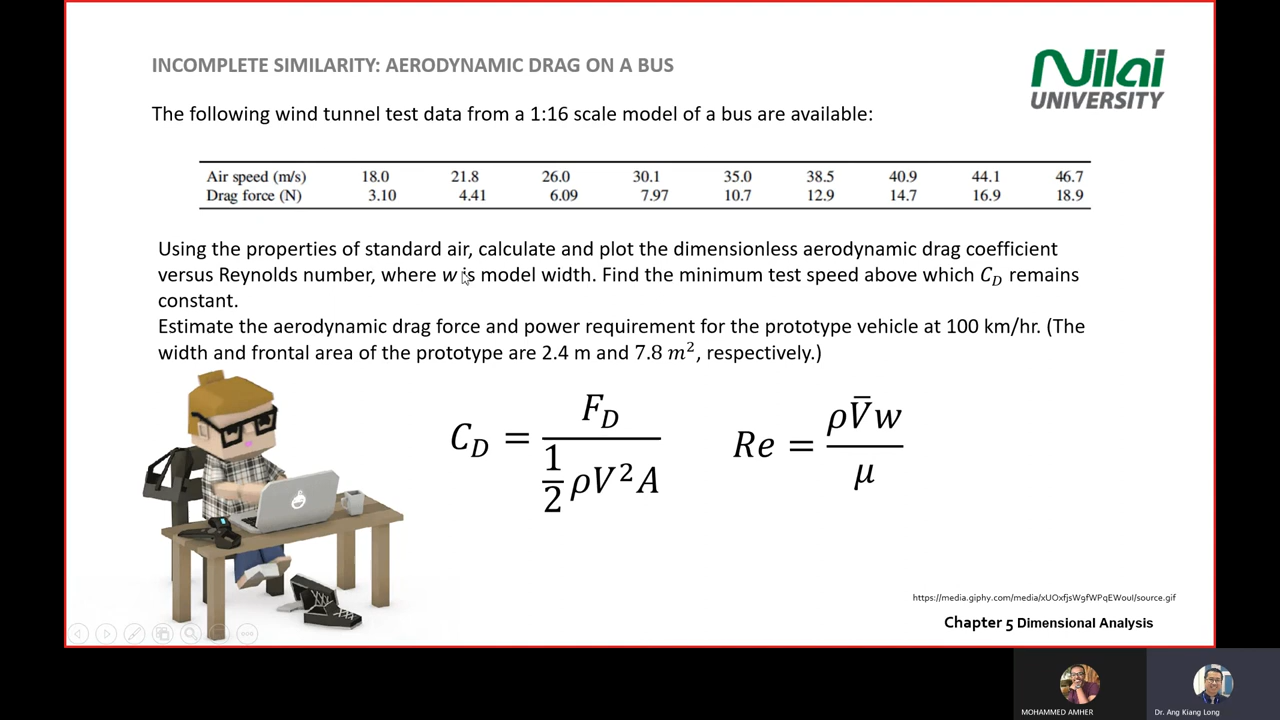 INCOMPLETE SIMILARITY: AERODYNAMIC DRAG ON A BUS
Nilai
UNIVERSITY
The following wind tunnel test data from a 1:16 scale model of a bus are available:
Air speed (m/s) 18.0 21.8 26.0 30.1 35.0 38.5 40.9 44.1 46.7
Drag force (N) 3.10 4.41 6.09 7.97 10.7 12.9 14.7 16.9 18.9
Using the properties of standard air, calculate and plot the dimensionless aerodynamic drag coefficient
versus Reynolds number, where w is model width. Find the minimum test speed above which C_D remains
constant.
Estimate the aerodynamic drag force and power requirement for the prototype vehicle at 100 km/hr. (The
width and frontal area of the prototype are 2.4 m and 7.8 m², respectively.)
C_D = F_D / (1/2 ρV²A)
Re = ρV̄w / μ
https://media.giphy.com/media/xUOxfjsWgfWPqEWouI/source.gif
Chapter 5 Dimensional Analysis
MOHAMMED AMHER
Dr. Ang Kiang Long